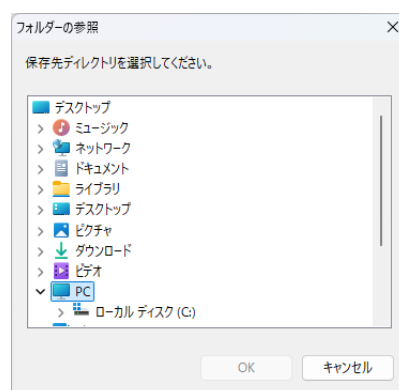 フォルダーの参照
保存先ディレクトリを選択してください。
デスクトップ
ミュージック
ネットワーク
ドキュメント
ライブラリ
デスクトップ
ピクチャ
ダウンロード
ビデオ
PC
ローカル ディスク (C:)
OK キャンセル